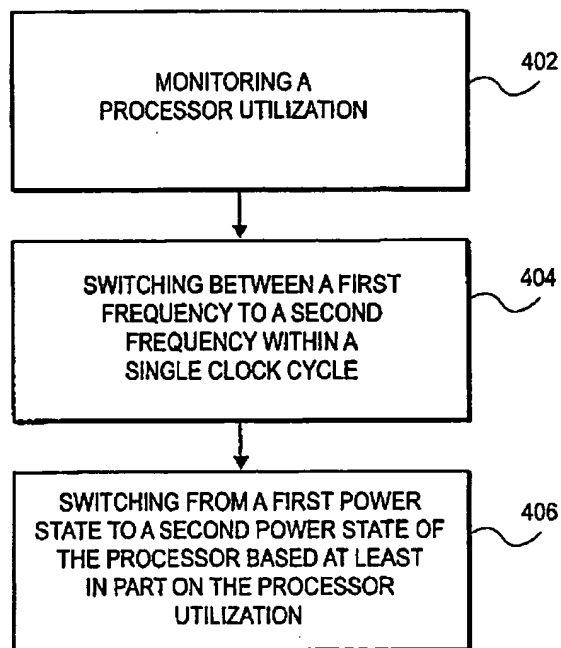 MONITORING A
PROCESSOR UTILIZATION
402
SWITCHING BETWEEN A FIRST
FREQUENCY TO A SECOND
FREQUENCY WITHIN A
SINGLE CLOCK CYCLE
404
SWITCHING FROM A FIRST POWER
STATE TO A SECOND POWER STATE OF
THE PROCESSOR BASED AT LEAST
IN PART ON THE PROCESSOR
UTILIZATION
406